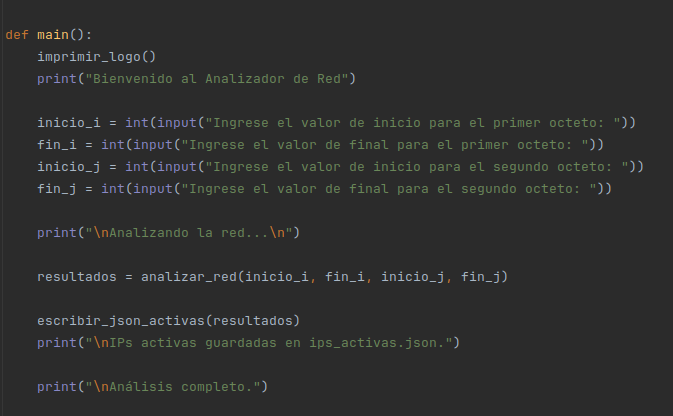 def main():
    imprimir_logo()
    print("Bienvenido al Analizador de Red")
    inicio_i = int(input("Ingrese el valor de inicio para el primer octeto: "))
    fin_i = int(input("Ingrese el valor de final para el primer octeto: "))
    inicio_j = int(input("Ingrese el valor de inicio para el segundo octeto: "))
    fin_j = int(input("Ingrese el valor de final para el segundo octeto: "))
    print("\nAnalizando la red...\n")
    resultados = analizar_red(inicio_i, fin_i, inicio_j, fin_j)
    escribir_json_activas(resultados)
    print("\nIPs activas guardadas en ips_activas.json.")
    print("\nAnálisis completo.")